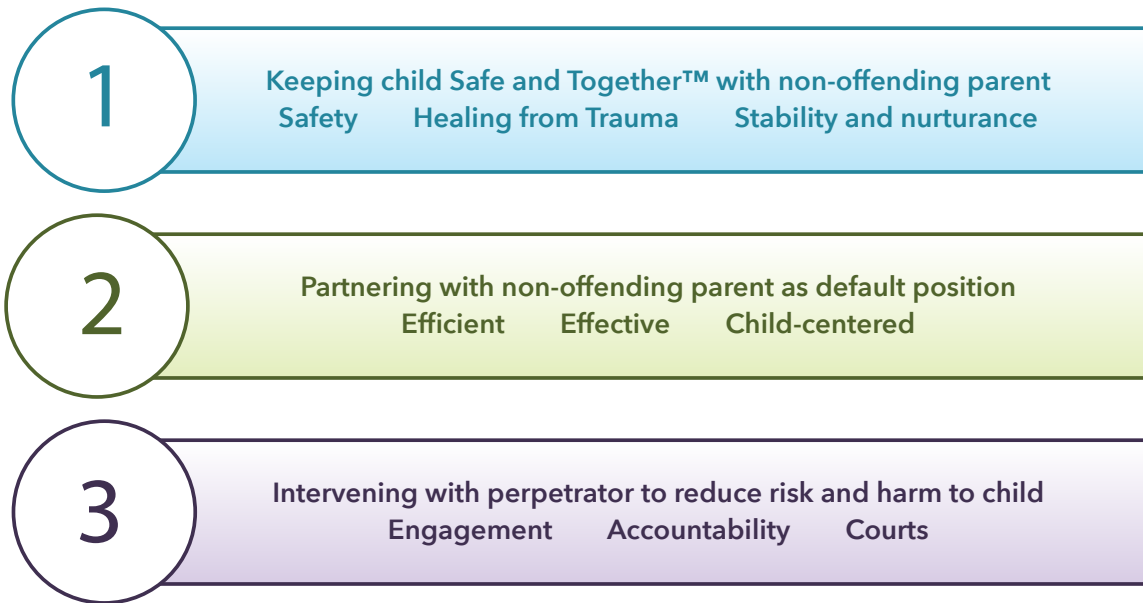 1
Keeping child Safe and Together™ with non-offending parent
Safety Healing from Trauma Stability and nurturance
2
Partnering with non-offending parent as default position
Efficient Effective Child-centered
3
Intervening with perpetrator to reduce risk and harm to child
Engagement Accountability Courts